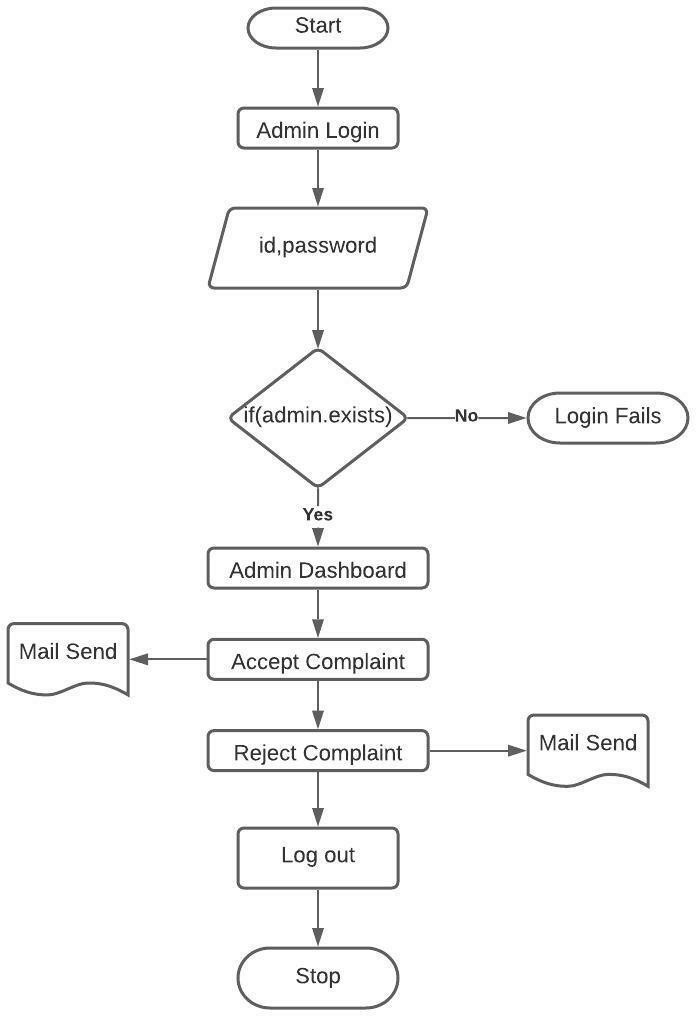 Start
Admin Login
id,password
if(admin.exists)
No
Login Fails
Yes
Admin Dashboard
Mail Send
Accept Complaint
Reject Complaint
Mail Send
Log out
Stop